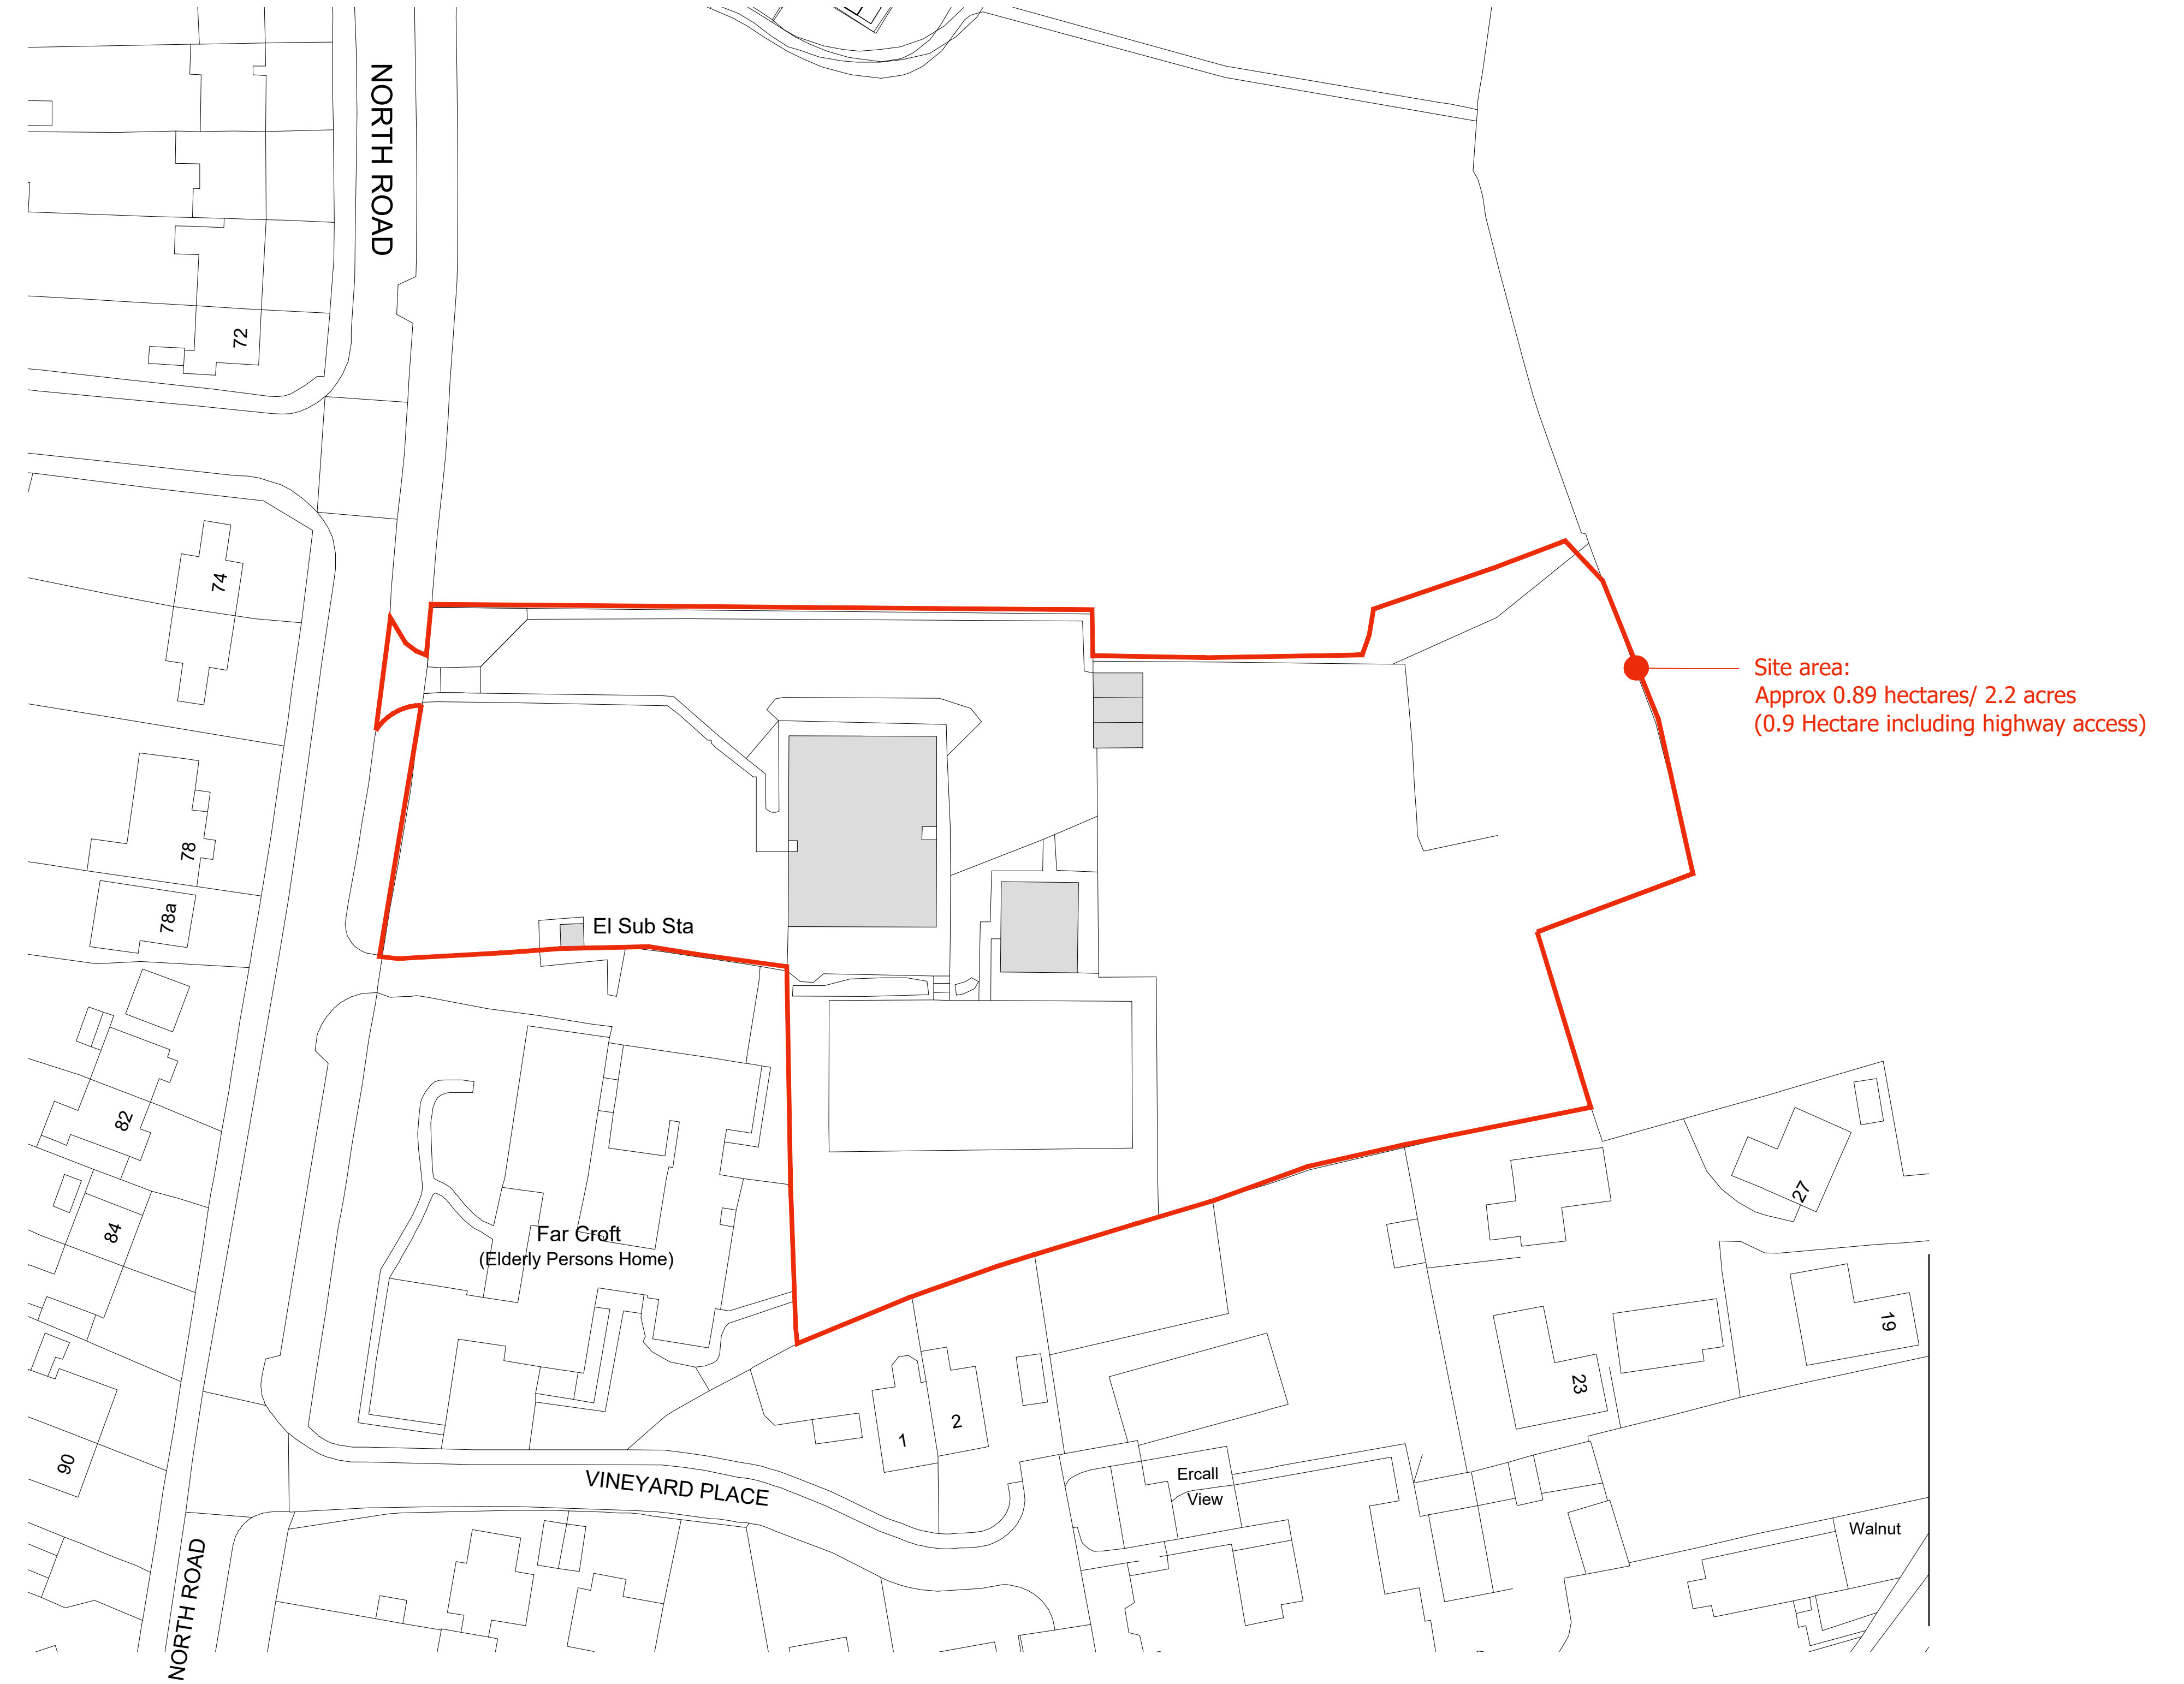 NORTH ROAD
72
74
Site area:
Approx 0.89 hectares/ 2.2 acres
(0.9 Hectare including highway access)
78
78a
El Sub Sta
82
84
Far Croft
(Elderly Persons Home)
27
19
23
90
1
2
VINEYARD PLACE
Ercall
View
Walnut
NORTH ROAD